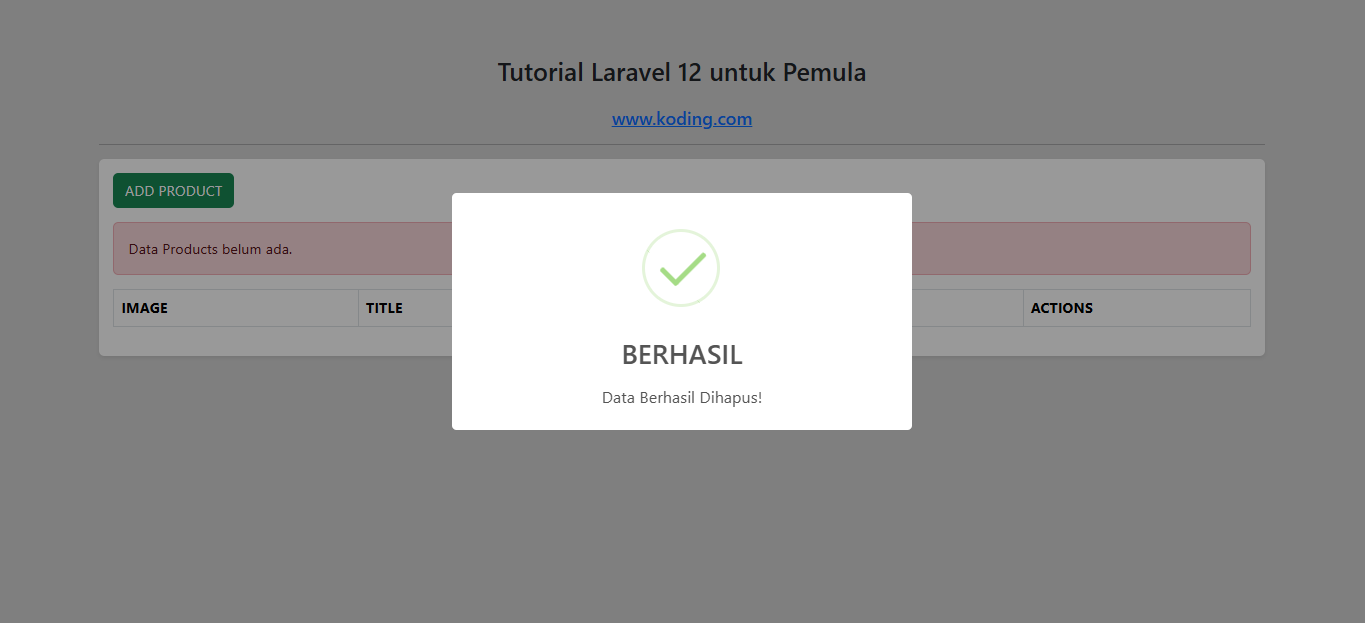 Tutorial Laravel 12 untuk Pemula
www.koding.com
ADD PRODUCT
Data Products belum ada.
IMAGE TITLE ACTIONS
BERHASIL
Data Berhasil Dihapus!